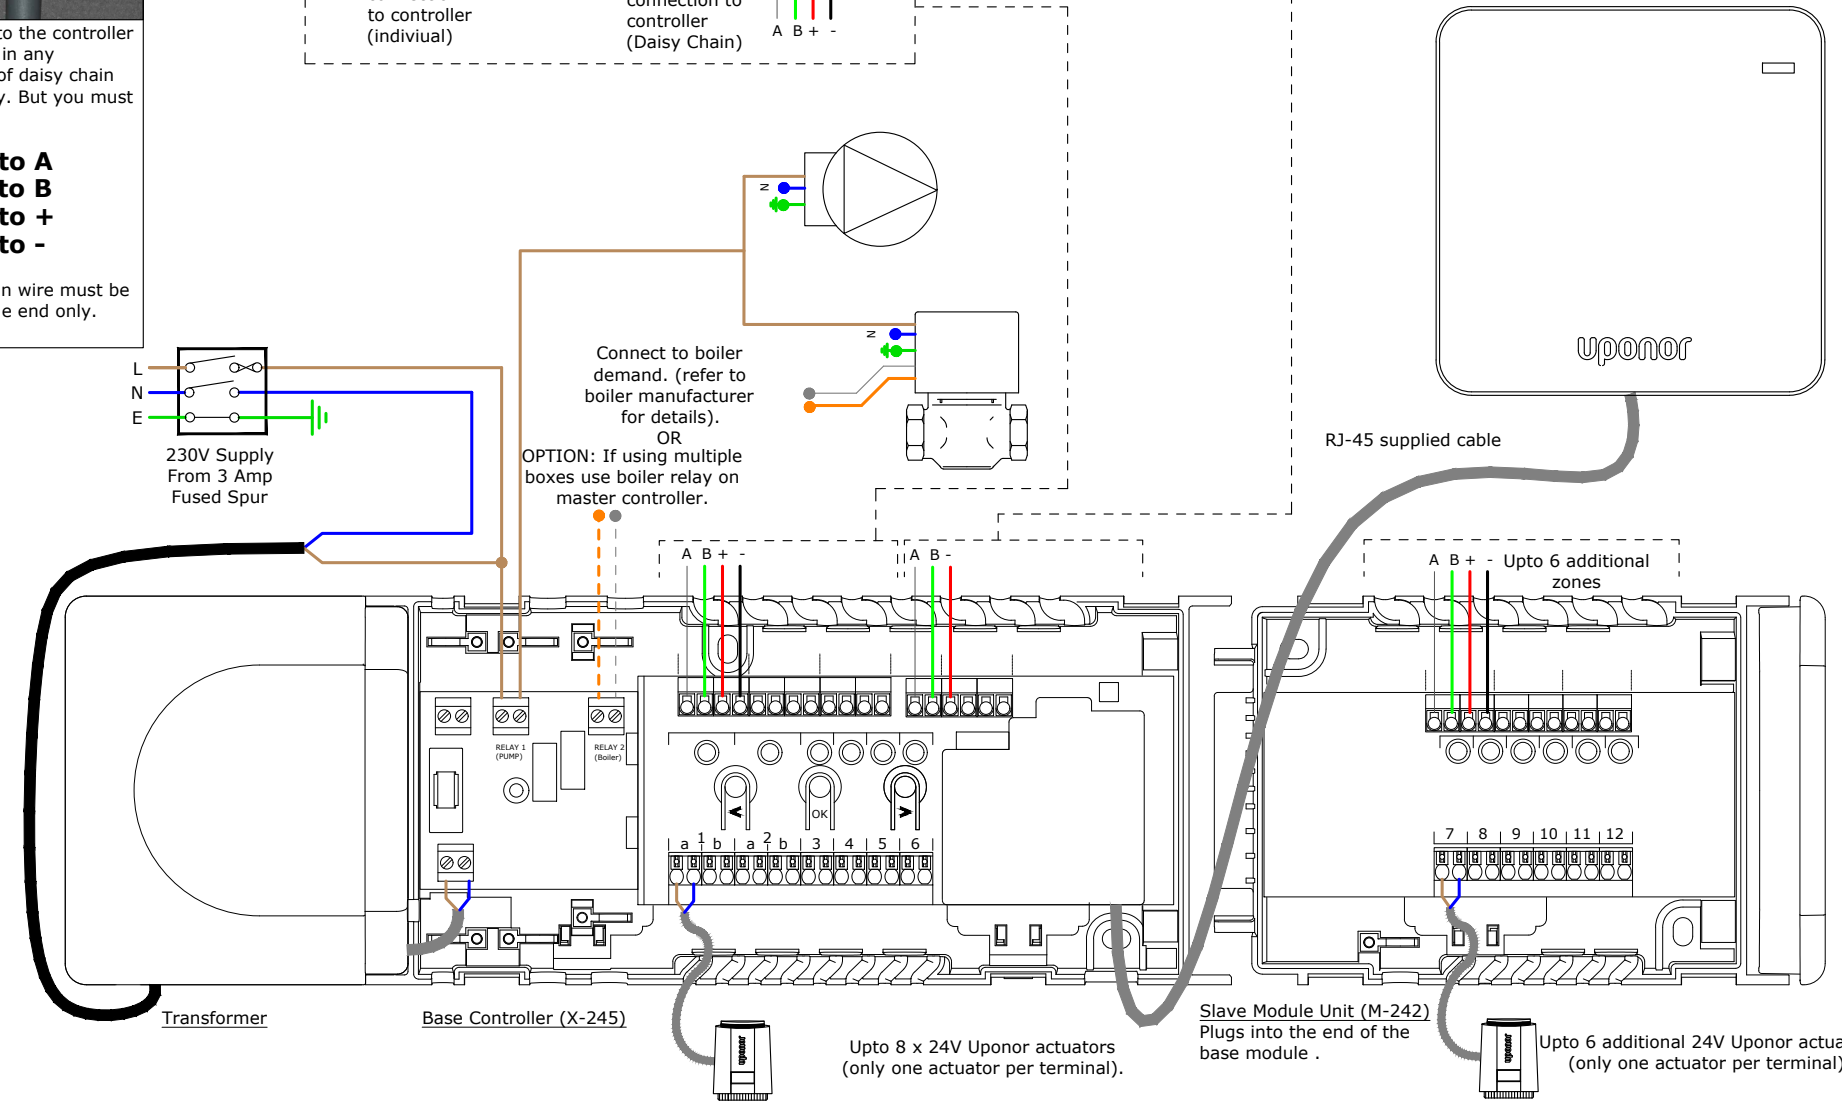 to the controller
in any
of daisy chain
y. But you must
to A
to B
to +
to -
n wire must be
e end only.
to controller
(indiviual)
connection to
controller
(Daisy Chain)
A B + -
N
N
uponor
L
N
E
230V Supply
From 3 Amp
Fused Spur
Connect to boiler
demand. (refer to
boiler manufacturer
for details).
OR
OPTION: If using multiple
boxes use boiler relay on
master controller.
RJ-45 supplied cable
A B + -
A B -
A B + -
Upto 6 additional
zones
RELAY 1
(PUMP)
RELAY 2
(Boiler)
< OK >
a 1 b a 2 b 3 4 5 6
7 8 9 10 11 12
Transformer
Base Controller (X-245)
uponor
Upto 8 x 24V Uponor actuators
(only one actuator per terminal).
Slave Module Unit (M-242)
Plugs into the end of the
base module .
uponor
Upto 6 additional 24V Uponor actua
(only one actuator per terminal)